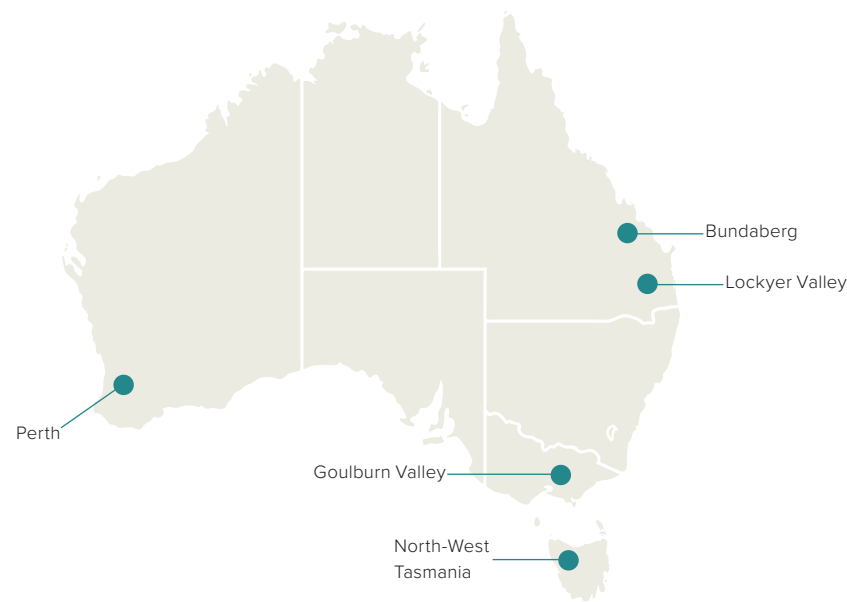 Bundaberg
Lockyer Valley
Perth
Goulburn Valley
North-West
Tasmania